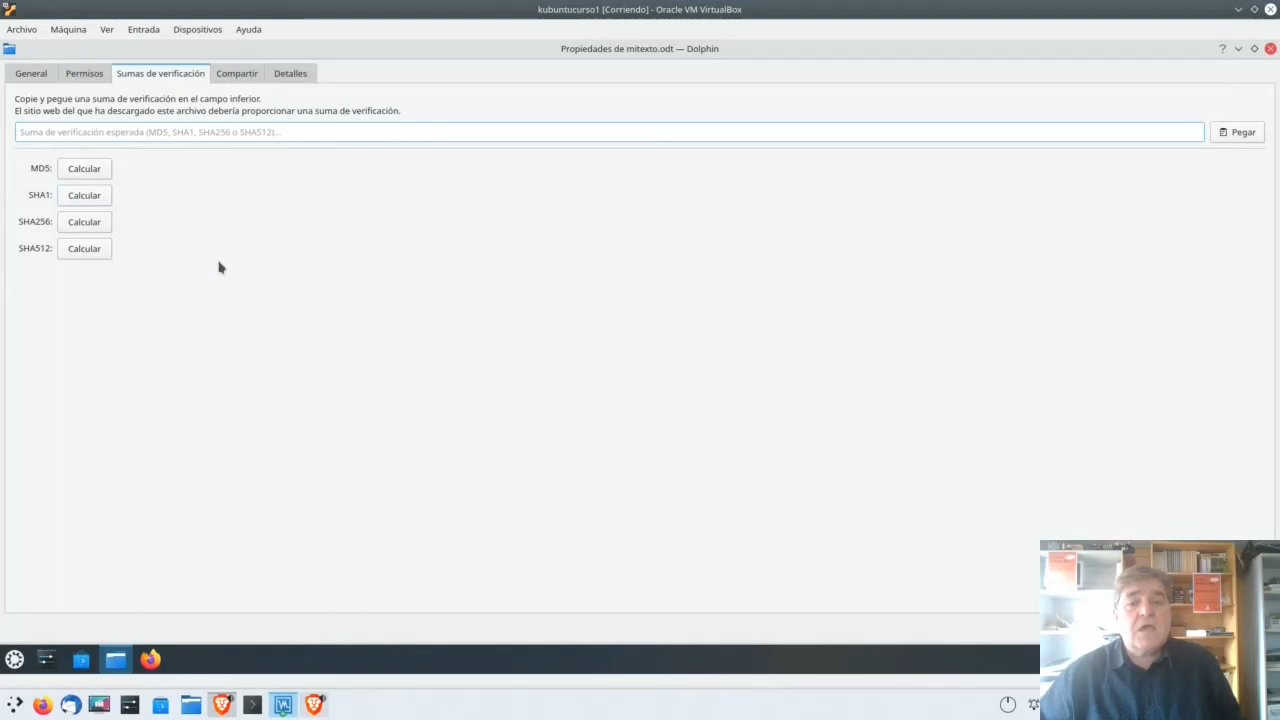 kubuntucurso1 [Corriendo] - Oracle VM VirtualBox
Archivo Máquina Ver Entrada Dispositivos Ayuda
Propiedades de mitexto.odt — Dolphin
General Permisos Sumas de verificación Compartir Detalles
Copie y pegue una suma de verificación en el campo inferior.
El sitio web del que ha descargado este archivo debería proporcionar una suma de verificación.
Suma de verificación esperada (MD5, SHA1, SHA256 o SHA512)...
Pegar
MD5: Calcular
SHA1: Calcular
SHA256: Calcular
SHA512: Calcular